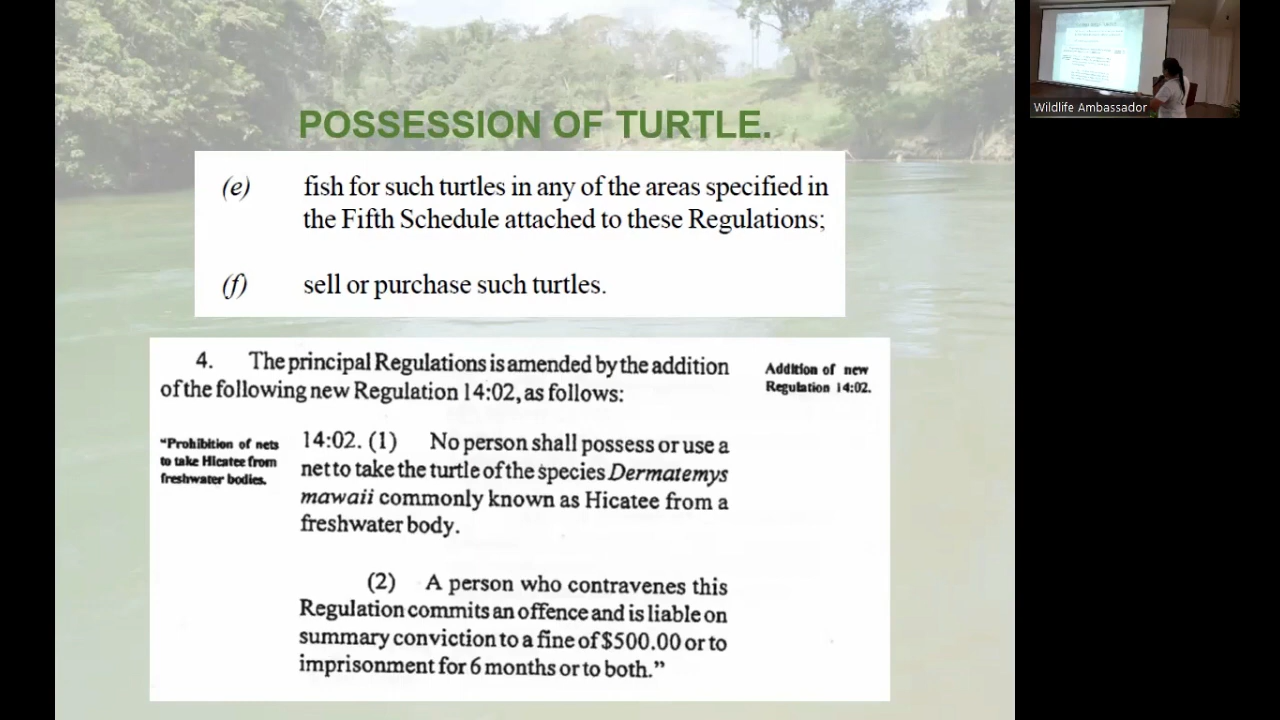 POSSESSION OF TURTLE.
(e) fish for such turtles in any of the areas specified in
the Fifth Schedule attached to these Regulations;
(f) sell or purchase such turtles.
4. The principal Regulations is amended by the addition
of the following new Regulation 14:02, as follows:
Addition of new
Regulation 14:02.
"Prohibition of nets
to take Hicatee from
freshwater bodies.
14:02. (1) No person shall possess or use a
net to take the turtle of the species Dermatemys
mawaii commonly known as Hicatee from a
freshwater body.
(2) A person who contravenes this
Regulation commits an offence and is liable on
summary conviction to a fine of $500.00 or to
imprisonment for 6 months or to both."
Wildlife Ambassador